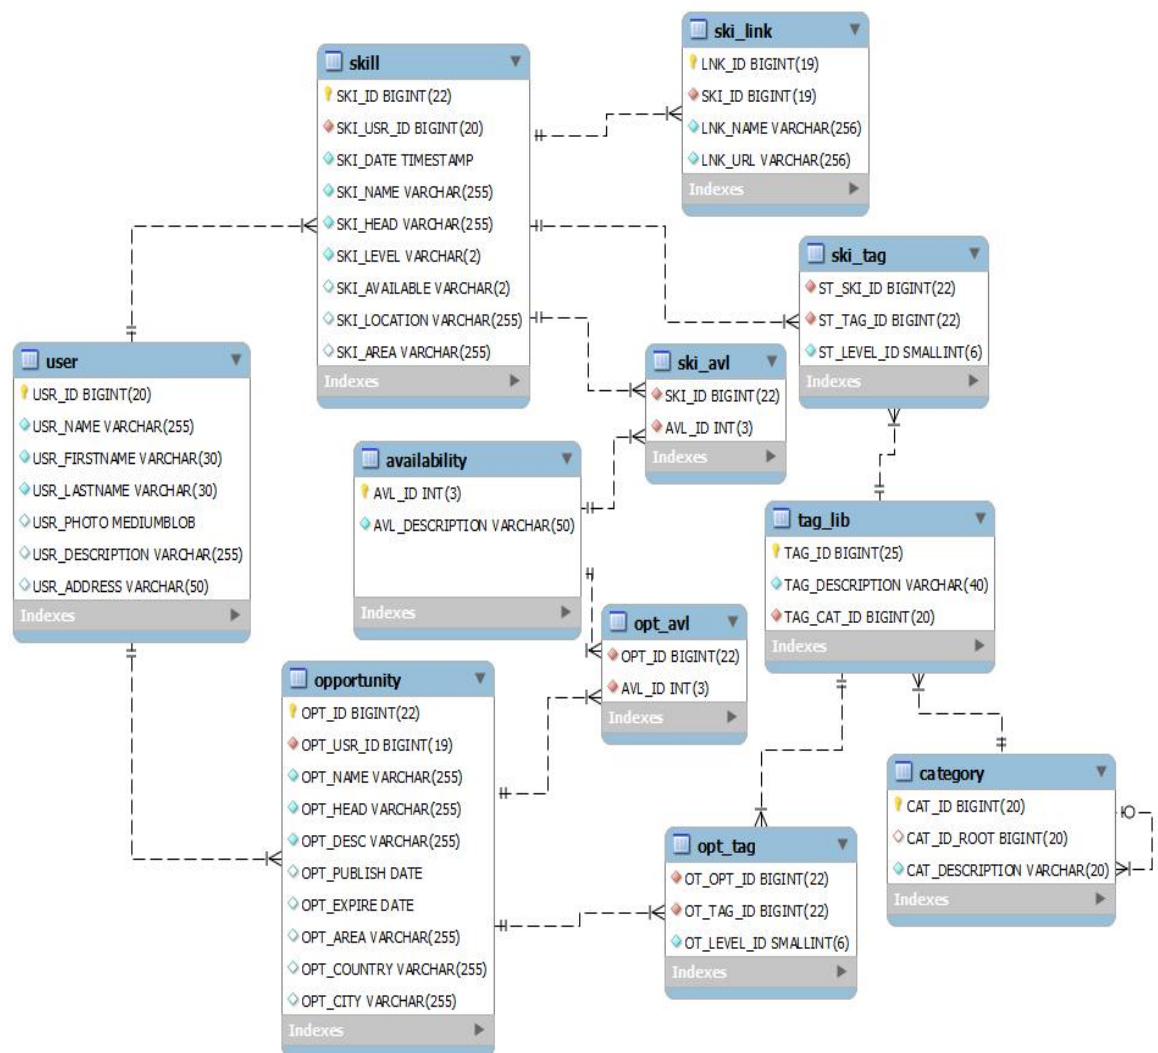 ski_link
LNK_ID BIGINT(19)
SKI_ID BIGINT(19)
LNK_NAME VARCHAR(256)
LNK_URL VARCHAR(256)
Indexes
skill
SKI_ID BIGINT(22)
SKI_USR_ID BIGINT(20)
SKI_DATE TIMESTAMP
SKI_NAME VARCHAR(255)
SKI_HEAD VARCHAR(255)
SKI_LEVEL VARCHAR(2)
SKI_AVAILABLE VARCHAR(2)
SKI_LOCATION VARCHAR(255)
SKI_AREA VARCHAR(255)
Indexes
ski_tag
ST_SKI_ID BIGINT(22)
ST_TAG_ID BIGINT(22)
ST_LEVEL_ID SMALLINT(6)
Indexes
user
USR_ID BIGINT(20)
USR_NAME VARCHAR(255)
USR_FIRSTNAME VARCHAR(30)
USR_LASTNAME VARCHAR(30)
USR_PHOTO MEDIUMBLOB
USR_DESCRIPTION VARCHAR(255)
USR_ADDRESS VARCHAR(50)
Indexes
ski_avl
SKI_ID BIGINT(22)
AVL_ID INT(3)
Indexes
availability
AVL_ID INT(3)
AVL_DESCRIPTION VARCHAR(50)
Indexes
tag_lib
TAG_ID BIGINT(25)
TAG_DESCRIPTION VARCHAR(40)
TAG_CAT_ID BIGINT(20)
Indexes
opt_avl
OPT_ID BIGINT(22)
AVL_ID INT(3)
Indexes
opportunity
OPT_ID BIGINT(22)
OPT_USR_ID BIGINT(19)
OPT_NAME VARCHAR(255)
OPT_HEAD VARCHAR(255)
OPT_DESC VARCHAR(255)
OPT_PUBLISH DATE
OPT_EXPIRE DATE
OPT_AREA VARCHAR(255)
OPT_COUNTRY VARCHAR(255)
OPT_CITY VARCHAR(255)
Indexes
category
CAT_ID BIGINT(20)
CAT_ID_ROOT BIGINT(20)
CAT_DESCRIPTION VARCHAR(20)
Indexes
opt_tag
OT_OPT_ID BIGINT(22)
OT_TAG_ID BIGINT(22)
OT_LEVEL_ID SMALLINT(6)
Indexes